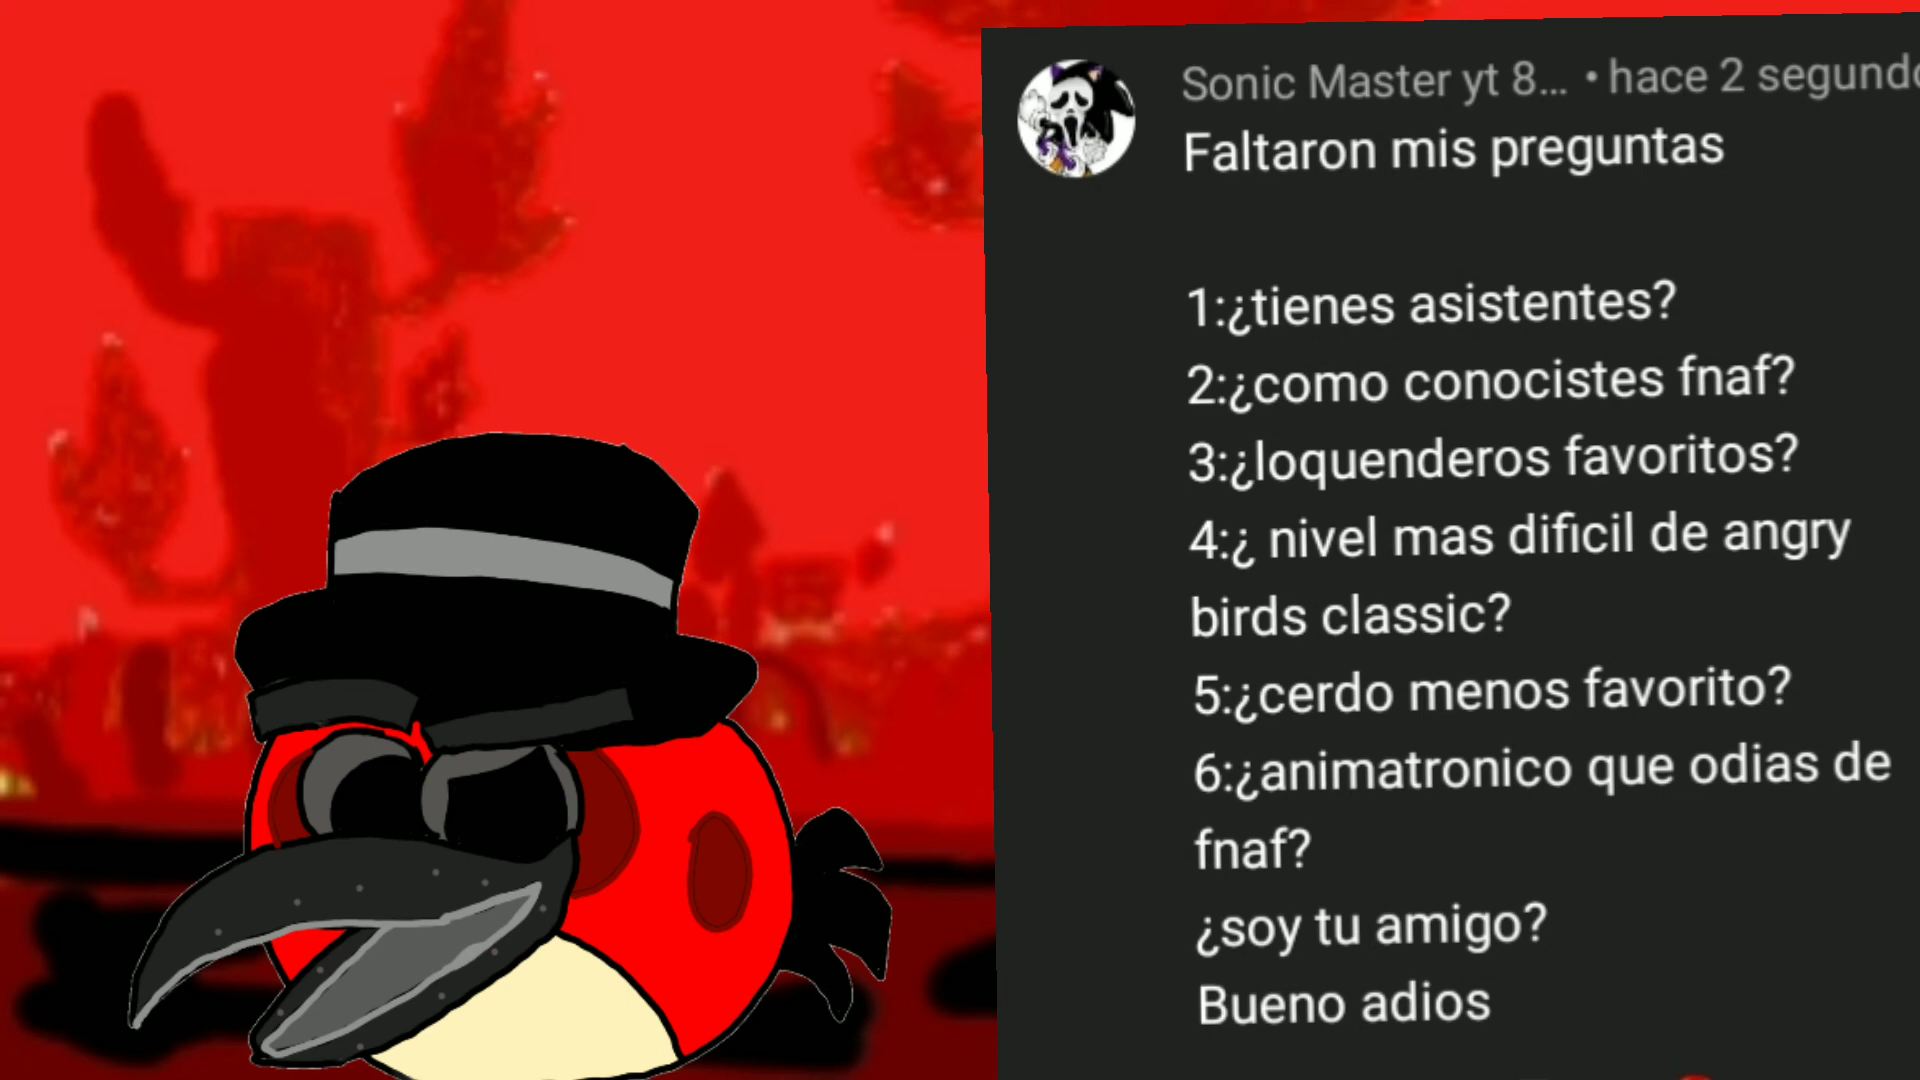 Sonic Master yt 8... • hace 2 segundo
Faltaron mis preguntas
1:¿tienes asistentes?
2:¿como conocistes fnaf?
3:¿loquenderos favoritos?
4:¿ nivel mas dificil de angry
birds classic?
5:¿cerdo menos favorito?
6:¿animatronico que odias de
fnaf?
¿soy tu amigo?
Bueno adios